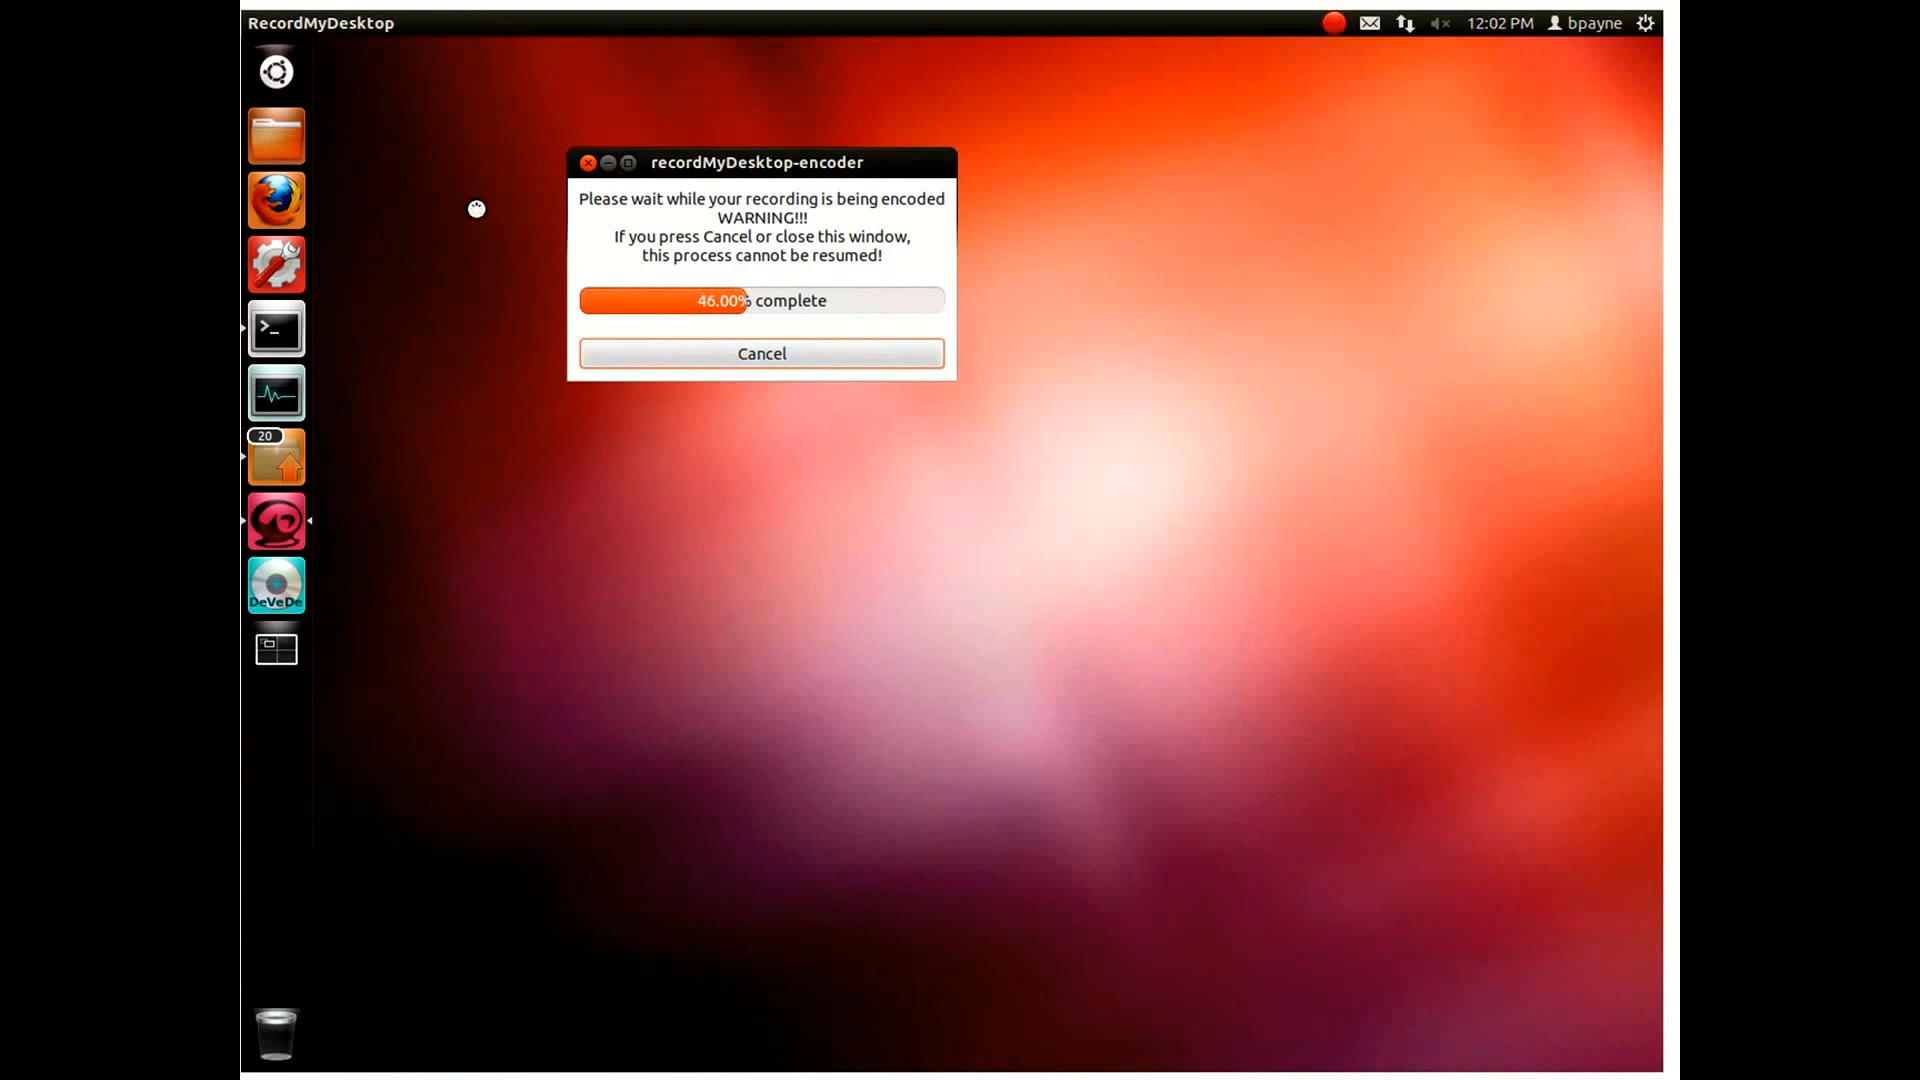 RecordMyDesktop
12:02 PM
bpayne
recordMyDesktop-encoder
Please wait while your recording is being encoded
WARNING!!!
If you press Cancel or close this window,
this process cannot be resumed!
46.00% complete
Cancel
>_
20
DeVeDe